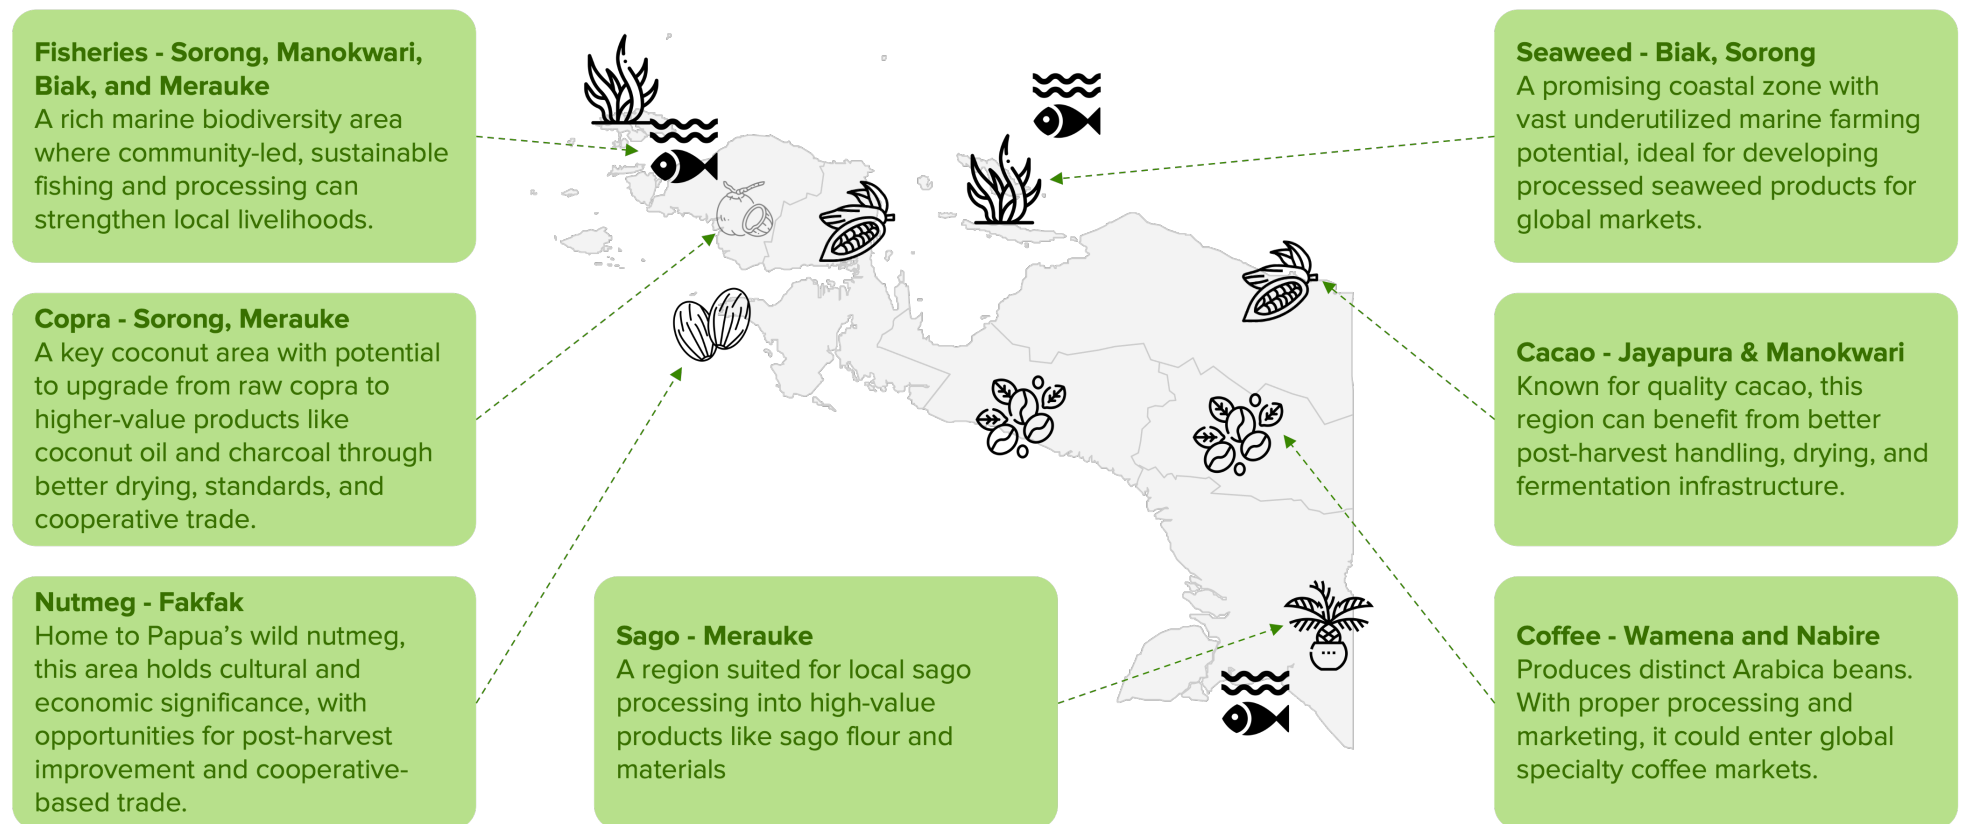 Fisheries - Sorong, Manokwari,
Biak, and Merauke
A rich marine biodiversity area
where community-led, sustainable
fishing and processing can
strengthen local livelihoods.
Copra - Sorong, Merauke
A key coconut area with potential
to upgrade from raw copra to
higher-value products like
coconut oil and charcoal through
better drying, standards, and
cooperative trade.
Nutmeg - Fakfak
Home to Papua’s wild nutmeg,
this area holds cultural and
economic significance, with
opportunities for post-harvest
improvement and cooperative-
based trade.
Sago - Merauke
A region suited for local sago
processing into high-value
products like sago flour and
materials
Seaweed - Biak, Sorong
A promising coastal zone with
vast underutilized marine farming
potential, ideal for developing
processed seaweed products for
global markets.
Cacao - Jayapura & Manokwari
Known for quality cacao, this
region can benefit from better
post-harvest handling, drying, and
fermentation infrastructure.
Coffee - Wamena and Nabire
Produces distinct Arabica beans.
With proper processing and
marketing, it could enter global
specialty coffee markets.